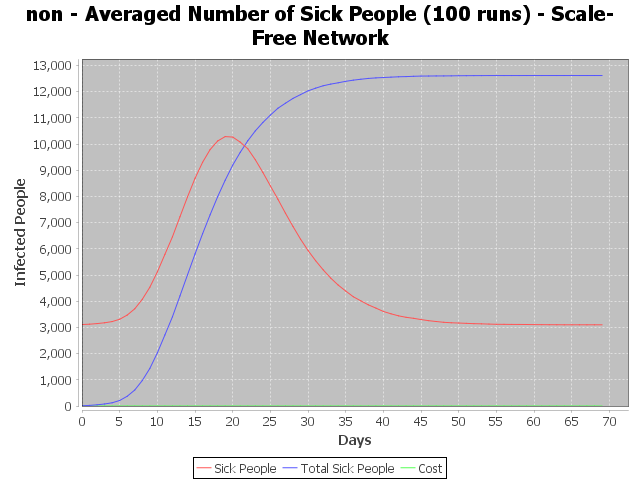 non - Averaged Number of Sick People (100 runs) - Scale-
Free Network
13,000
12,000
11,000
10,000
9,000
8,000
7,000
6,000
5,000
4,000
3,000
2,000
1,000
0
Infected People
0 5 10 15 20 25 30 35 40 45 50 55 60 65 70
Days
Sick People Total Sick People Cost